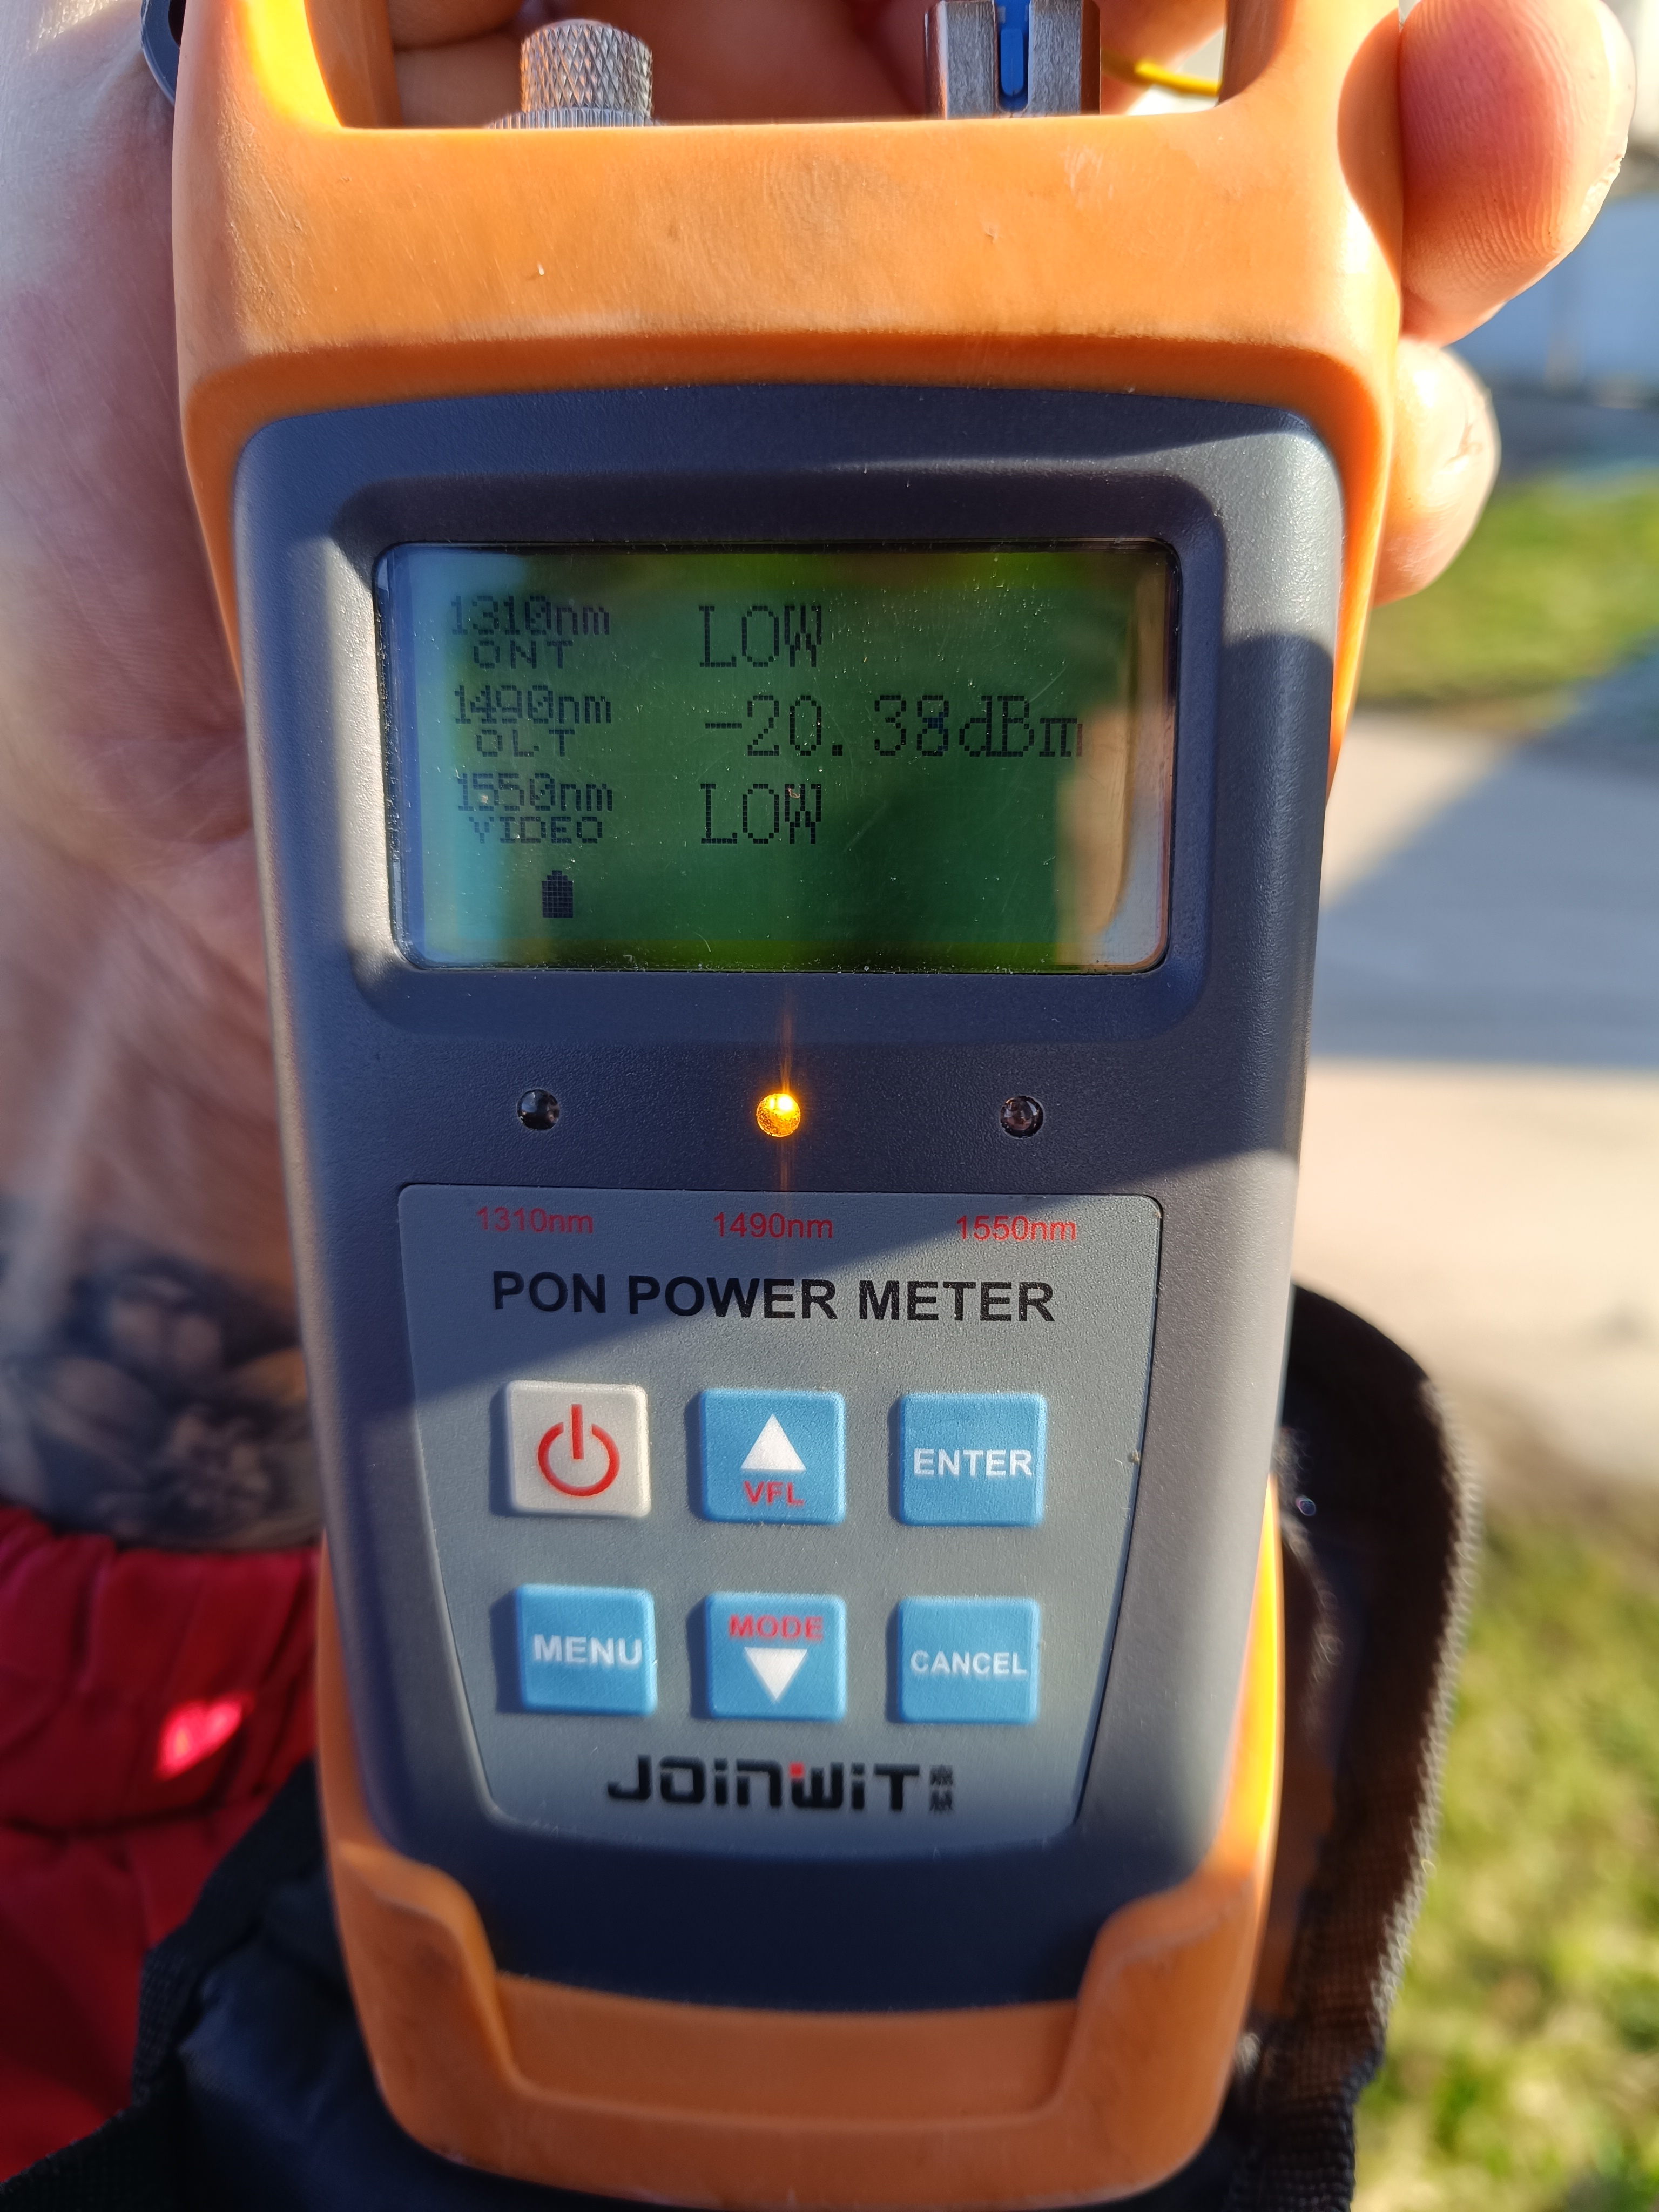 1310nm LOW
ONT
1490nm -20.38dBm
OLT
1550nm LOW
VIDEO
1310nm 1490nm 1550nm
PON POWER METER
VFL ENTER
MENU MODE CANCEL
JOINWIT